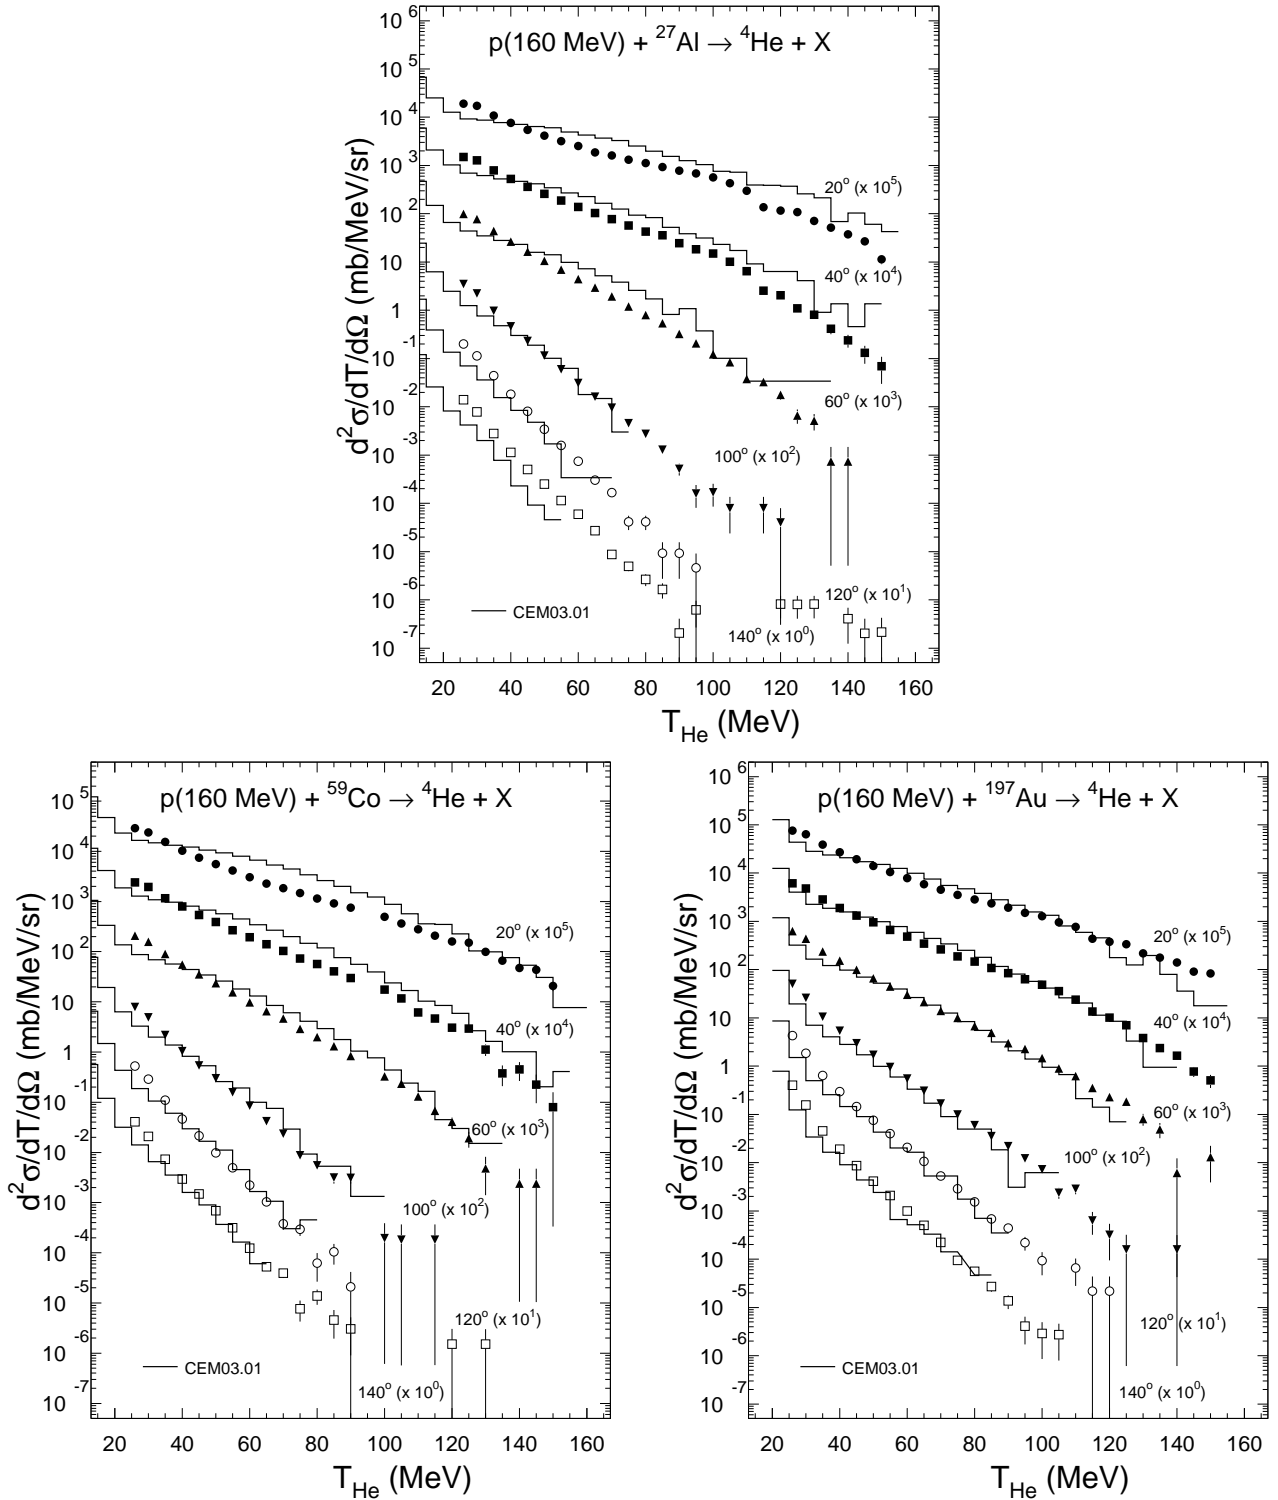 p(160 MeV) + ²⁷Al → ⁴He + X
d²σ/dT/dΩ (mb/MeV/sr)
10⁶
10⁵
10⁴
10³
10²
10
1
10⁻¹
10⁻²
10⁻³
10⁻⁴
10⁻⁵
10⁻⁶
10⁻⁷
20° (x 10⁵)
40° (x 10⁴)
60° (x 10³)
100° (x 10²)
120° (x 10¹)
140° (x 10⁰)
CEM03.01
20 40 60 80 100 120 140 160
T_He (MeV)
p(160 MeV) + ⁵⁹Co → ⁴He + X
d²σ/dT/dΩ (mb/MeV/sr)
10⁵
10⁴
10³
10²
10
1
10⁻¹
10⁻²
10⁻³
10⁻⁴
10⁻⁵
10⁻⁶
10⁻⁷
20° (x 10⁵)
40° (x 10⁴)
60° (x 10³)
100° (x 10²)
120° (x 10¹)
140° (x 10⁰)
CEM03.01
20 40 60 80 100 120 140 160
T_He (MeV)
p(160 MeV) + ¹⁹⁷Au → ⁴He + X
d²σ/dT/dΩ (mb/MeV/sr)
10⁶
10⁵
10⁴
10³
10²
10
1
10⁻¹
10⁻²
10⁻³
10⁻⁴
10⁻⁵
10⁻⁶
10⁻⁷
20° (x 10⁵)
40° (x 10⁴)
60° (x 10³)
100° (x 10²)
120° (x 10¹)
140° (x 10⁰)
CEM03.01
20 40 60 80 100 120 140 160
T_He (MeV)